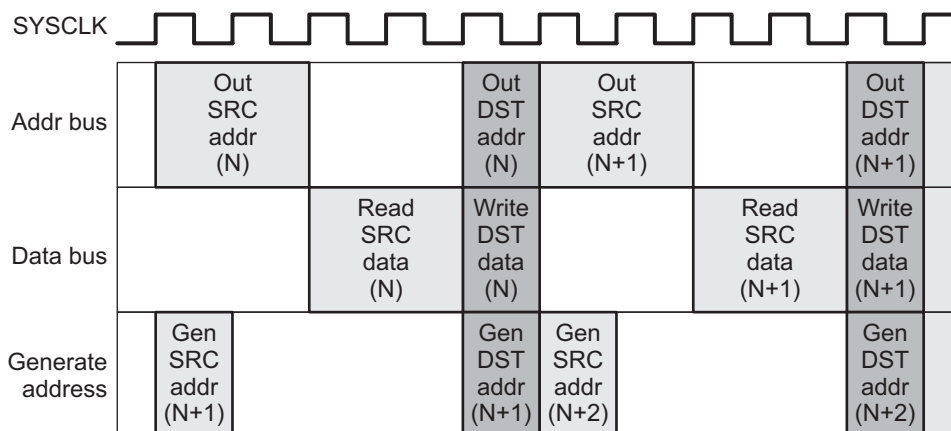 SYSCLK
Addr bus
Out
SRC
addr
(N)
Out
DST
addr
(N)
Out
SRC
addr
(N+1)
Out
DST
addr
(N+1)
Data bus
Read
SRC
data
(N)
Write
DST
data
(N)
Read
SRC
data
(N+1)
Write
DST
data
(N+1)
Generate
address
Gen
SRC
addr
(N+1)
Gen
DST
addr
(N+1)
Gen
SRC
addr
(N+2)
Gen
DST
addr
(N+2)